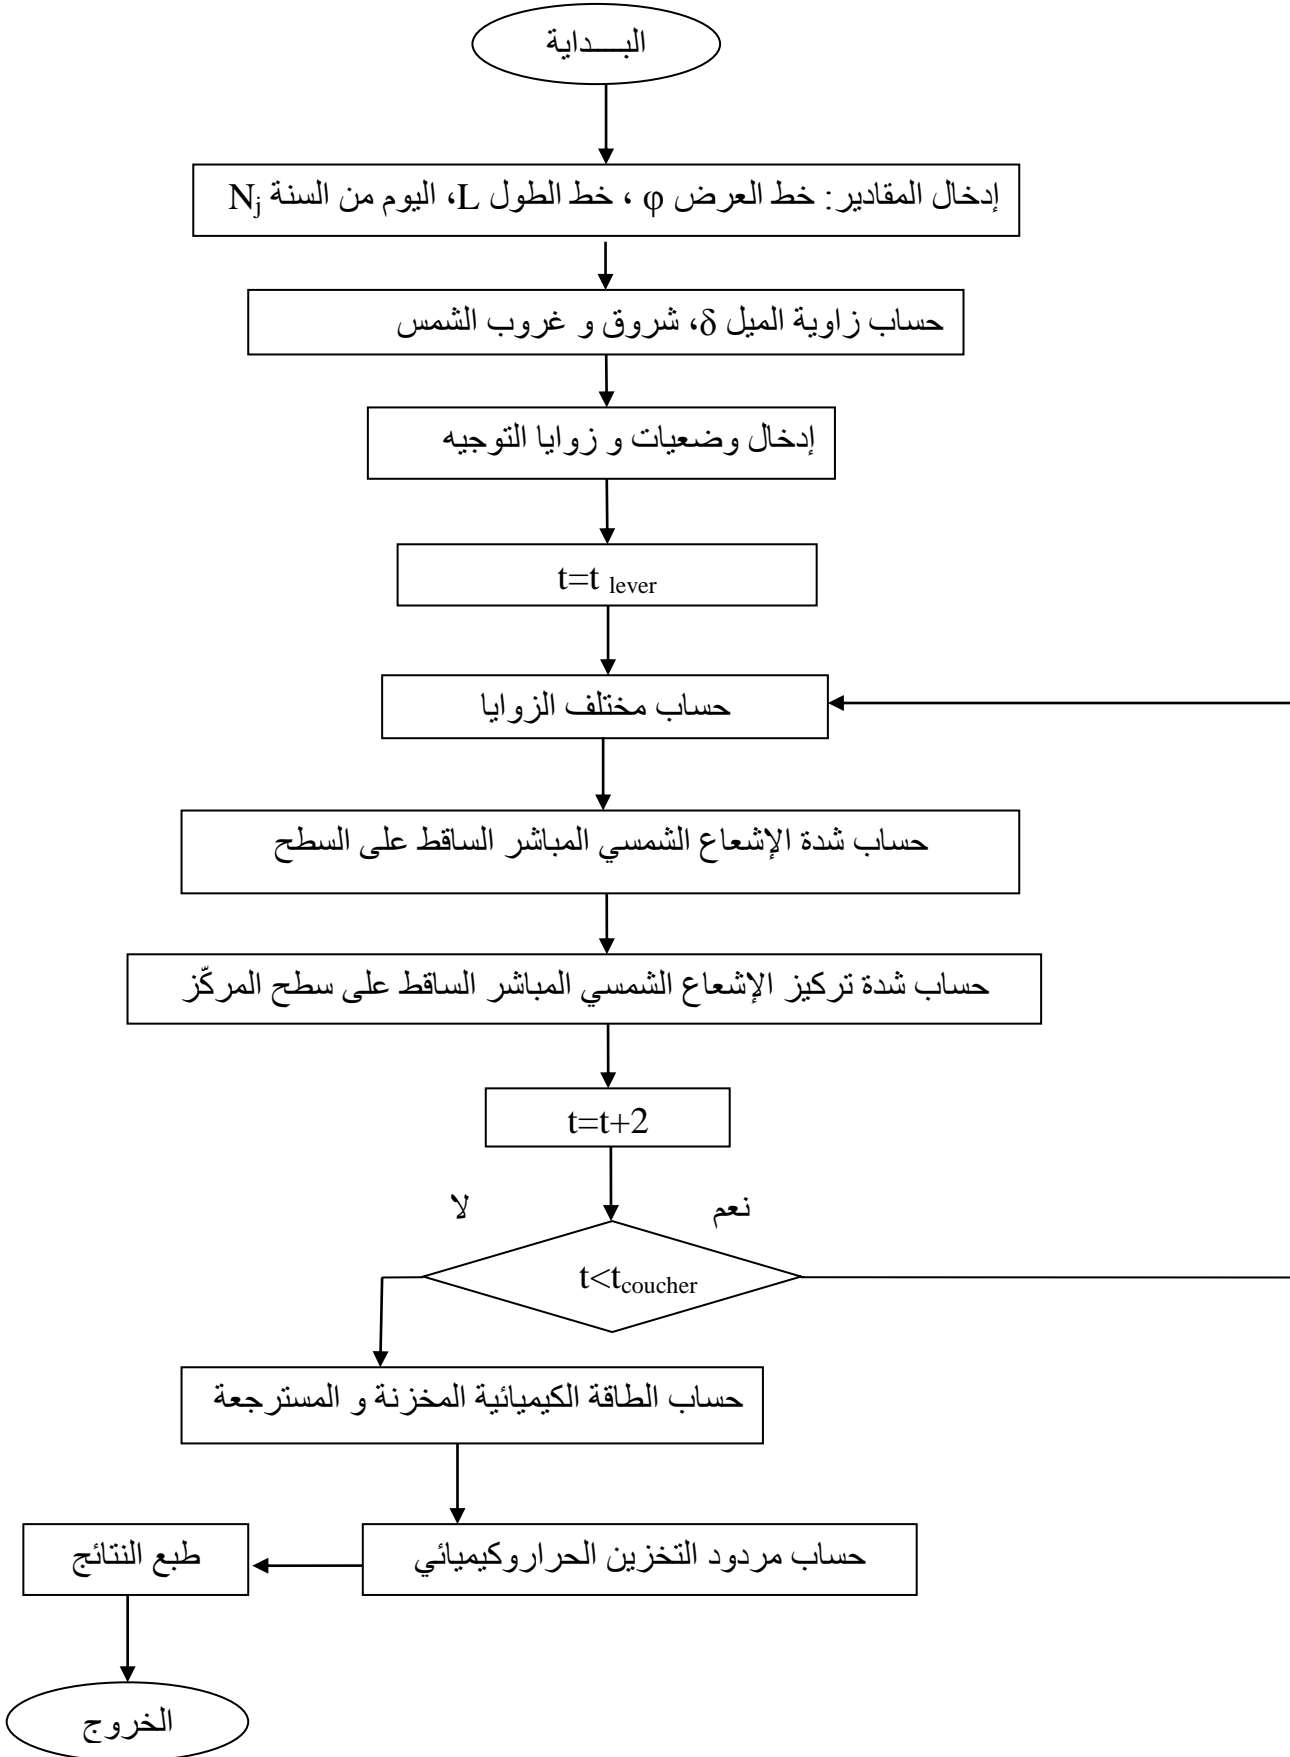 البـــداية
إدخال المقادير: خط العرض φ ، خط الطول L، اليوم من السنة Nj
حساب زاوية الميل δ، شروق و غروب الشمس
إدخال وضعيات و زوايا التوجيه
t=t lever
حساب مختلف الزوايا
حساب شدة الإشعاع الشمسي المباشر الساقط على السطح
حساب شدة تركيز الإشعاع الشمسي المباشر الساقط على سطح المركّز
t=t+2
نعم
لا
t<tcoucher
حساب الطاقة الكيميائية المخزنة و المسترجعة
حساب مردود التخزين الحراروكيميائي
طبع النتائج
الخروج